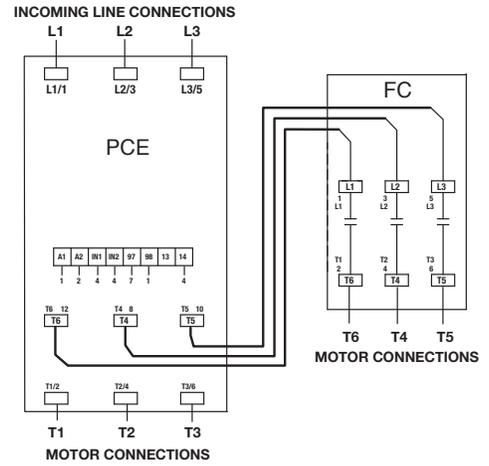 INCOMING LINE CONNECTIONS
L1 L2 L3
L1/1 L2/3 L3/5
PCE
A1 A2 IN1 IN2 97 98 13 14
1 2 4 4 7 1 4
T6 12 T4 8 T5 10
T6 T4 T5
T1/2 T2/4 T3/6
T1 T2 T3
MOTOR CONNECTIONS
FC
L1 L2 L3
1 3 5
L1 L2 L3
T1 T2 T3
2 4 6
T6 T4 T5
T6 T4 T5
MOTOR CONNECTIONS